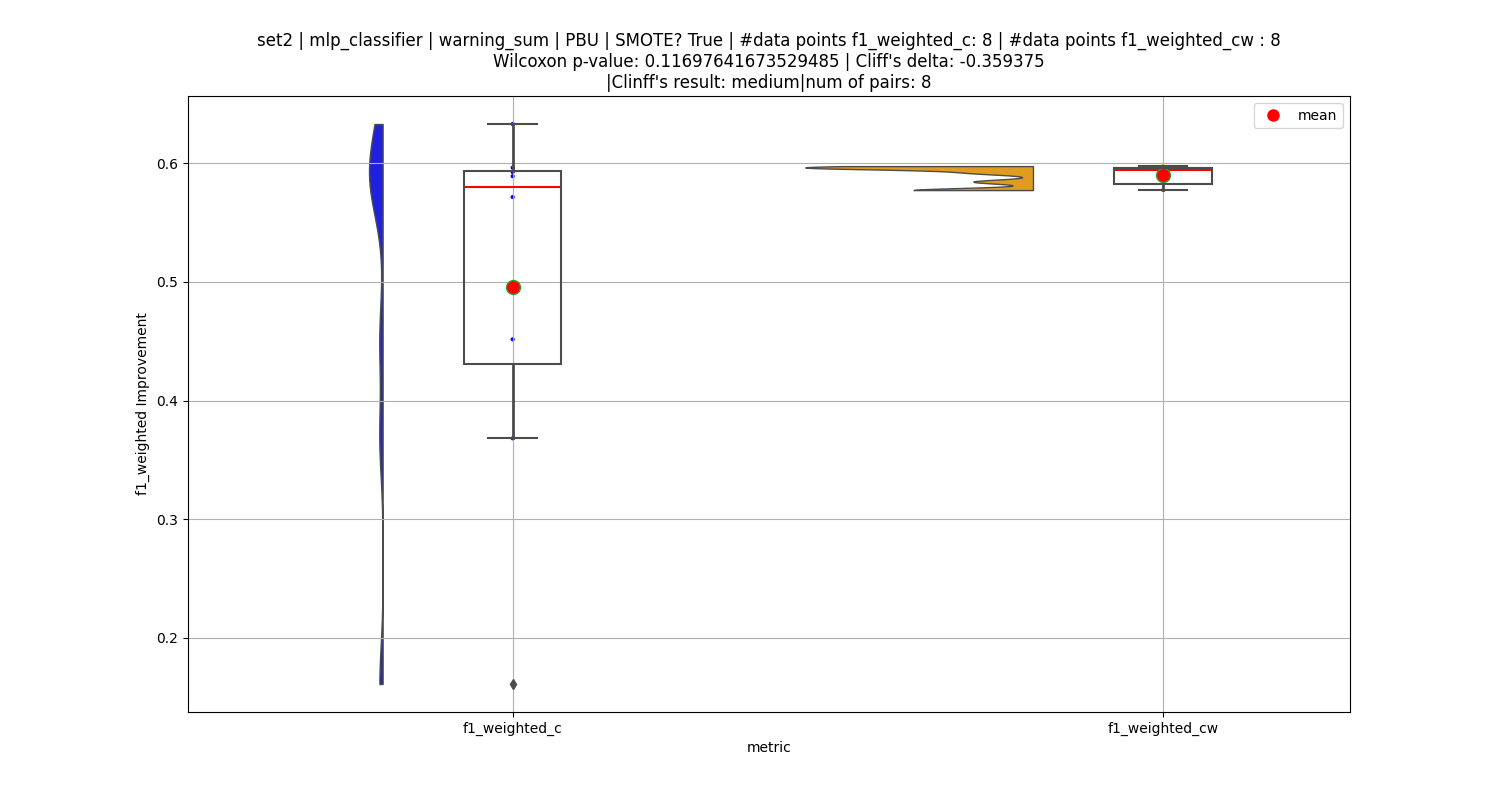 set2 | mlp_classifier | warning_sum | PBU | SMOTE? True | #data points f1_weighted_c: 8 | #data points f1_weighted_cw : 8
Wilcoxon p-value: 0.11697641673529485 | Cliff's delta: -0.359375
|Clinff's result: medium|num of pairs: 8
mean
0.6
0.5
0.4
0.3
0.2
f1_weighted Improvement
f1_weighted_c
f1_weighted_cw
metric